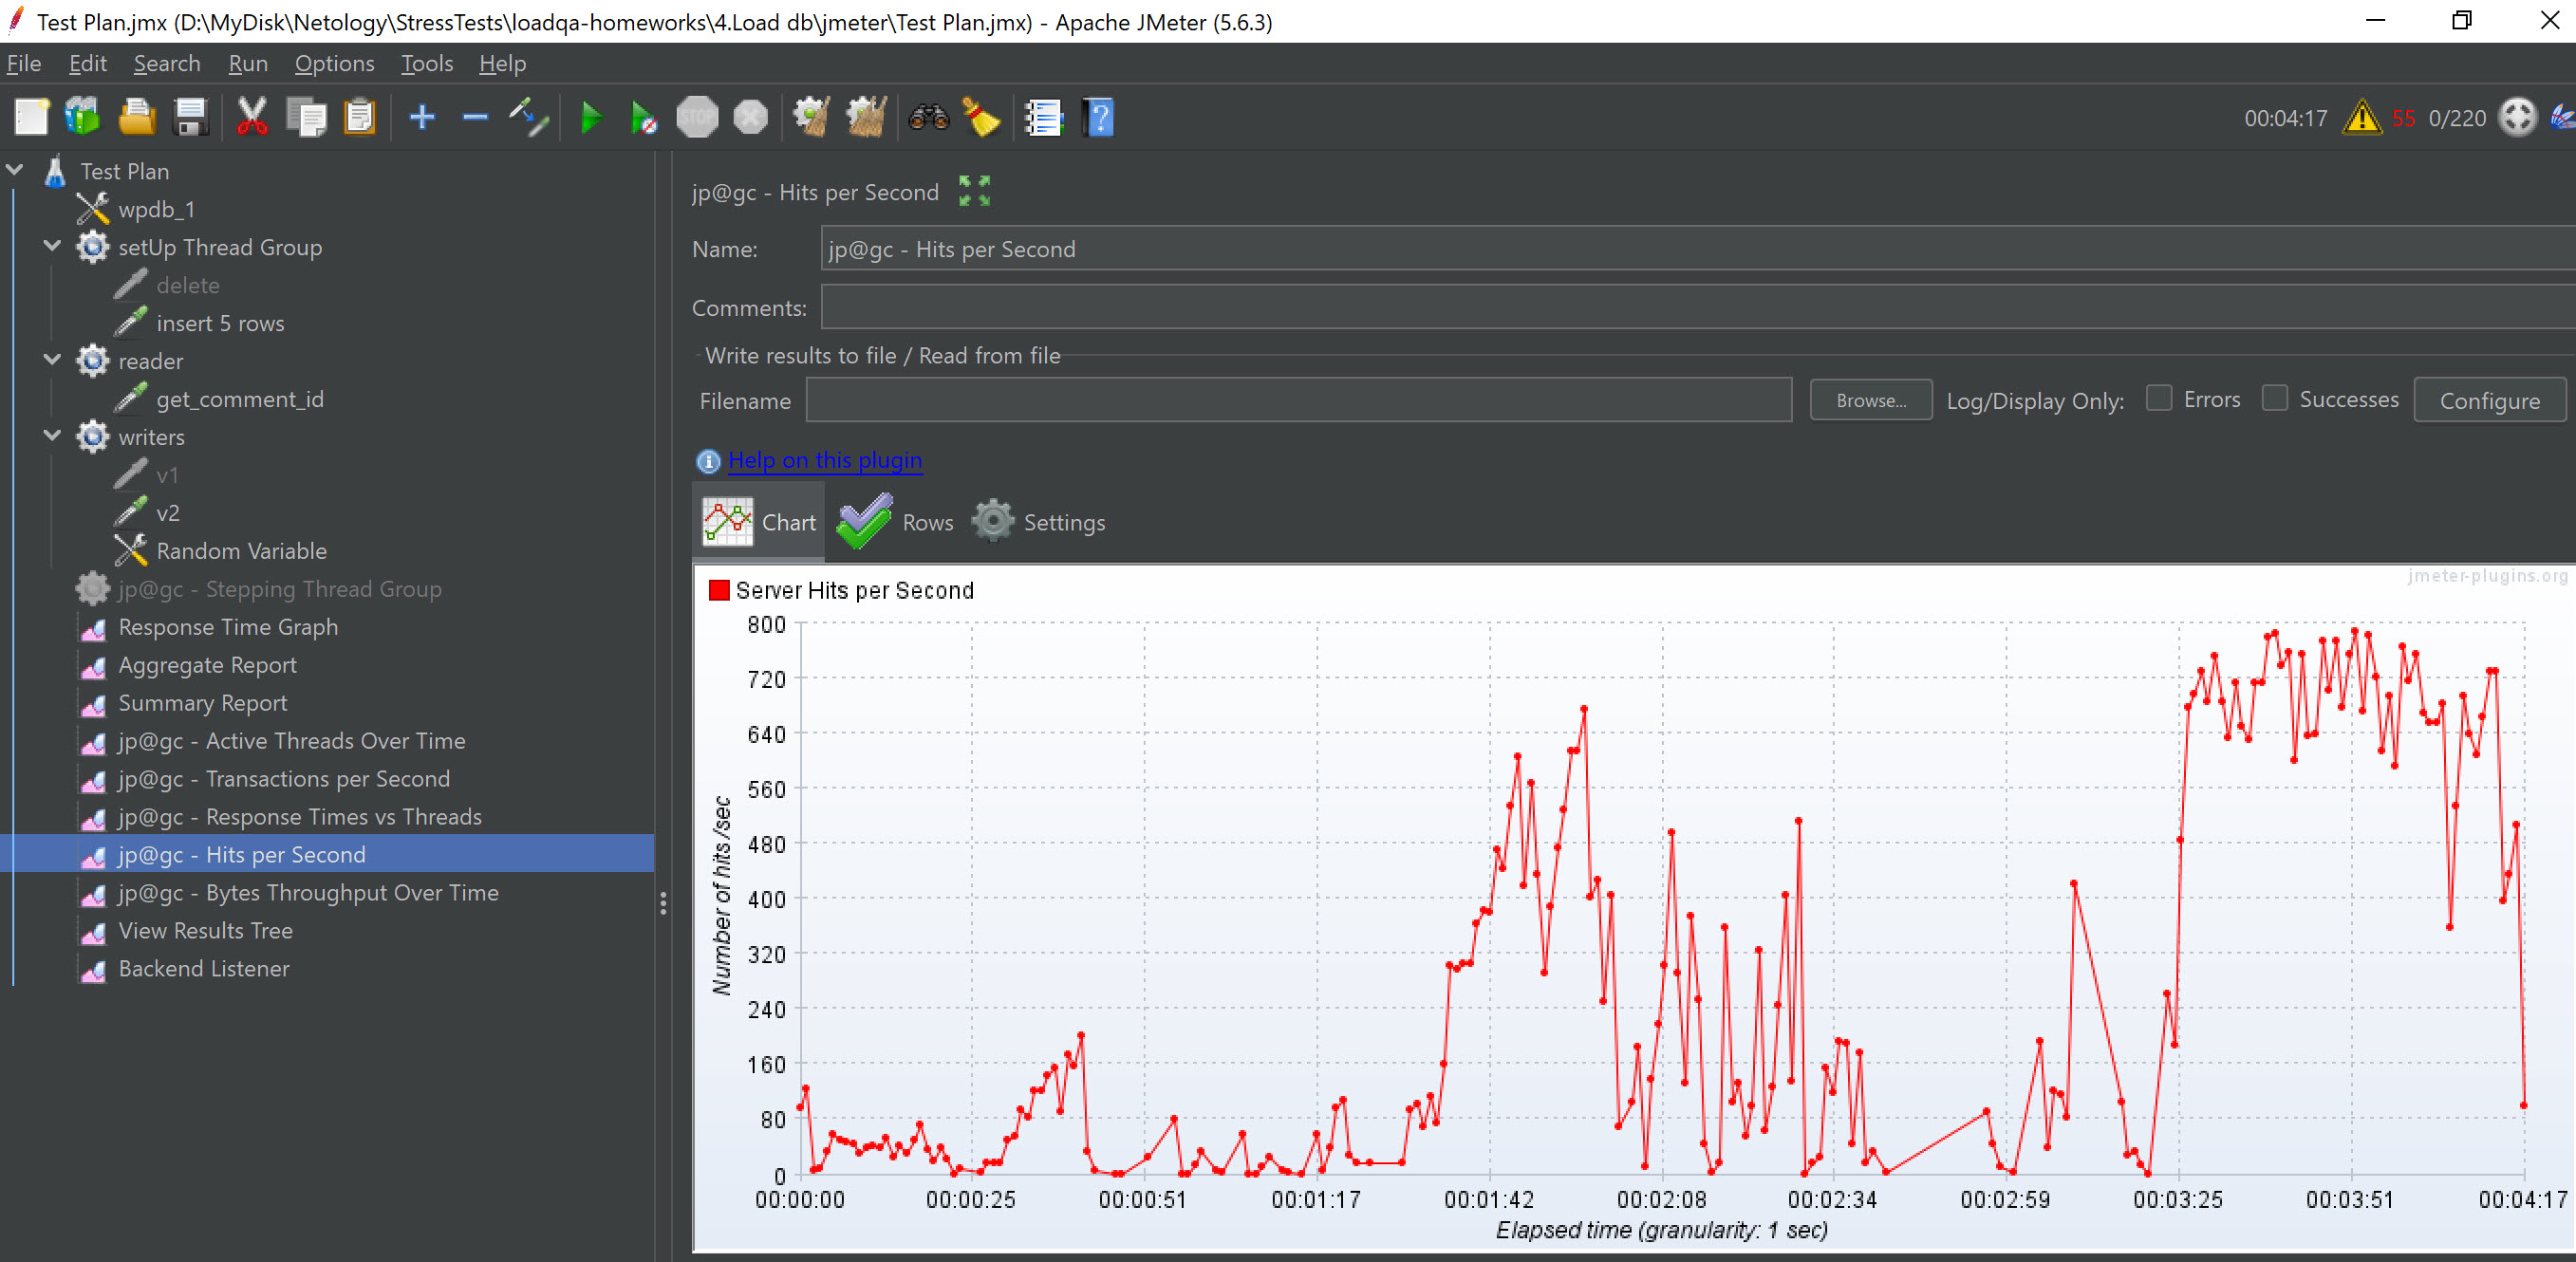 Test Plan.jmx (D:\MyDisk\Netology\StressTests\loadqa-homeworks\4.Load db\jmeter\Test Plan.jmx) - Apache JMeter (5.6.3)
File Edit Search Run Options Tools Help
STOP
00:04:17 55 0/220
Test Plan
wpdb_1
setUp Thread Group
delete
insert 5 rows
reader
get_comment_id
writers
v1
v2
Random Variable
jp@gc - Stepping Thread Group
Response Time Graph
Aggregate Report
Summary Report
jp@gc - Active Threads Over Time
jp@gc - Transactions per Second
jp@gc - Response Times vs Threads
jp@gc - Hits per Second
jp@gc - Bytes Throughput Over Time
View Results Tree
Backend Listener
jp@gc - Hits per Second
Name: jp@gc - Hits per Second
Comments:
Write results to file / Read from file
Filename Browse... Log/Display Only: Errors Successes Configure
Help on this plugin
Chart Rows Settings
jmeter-plugins.org
Server Hits per Second
800
720
640
560
480
400
320
240
160
80
0
Number of hits /sec
00:00:00 00:00:25 00:00:51 00:01:17 00:01:42 00:02:08 00:02:34 00:02:59 00:03:25 00:03:51 00:04:17
Elapsed time (granularity: 1 sec)